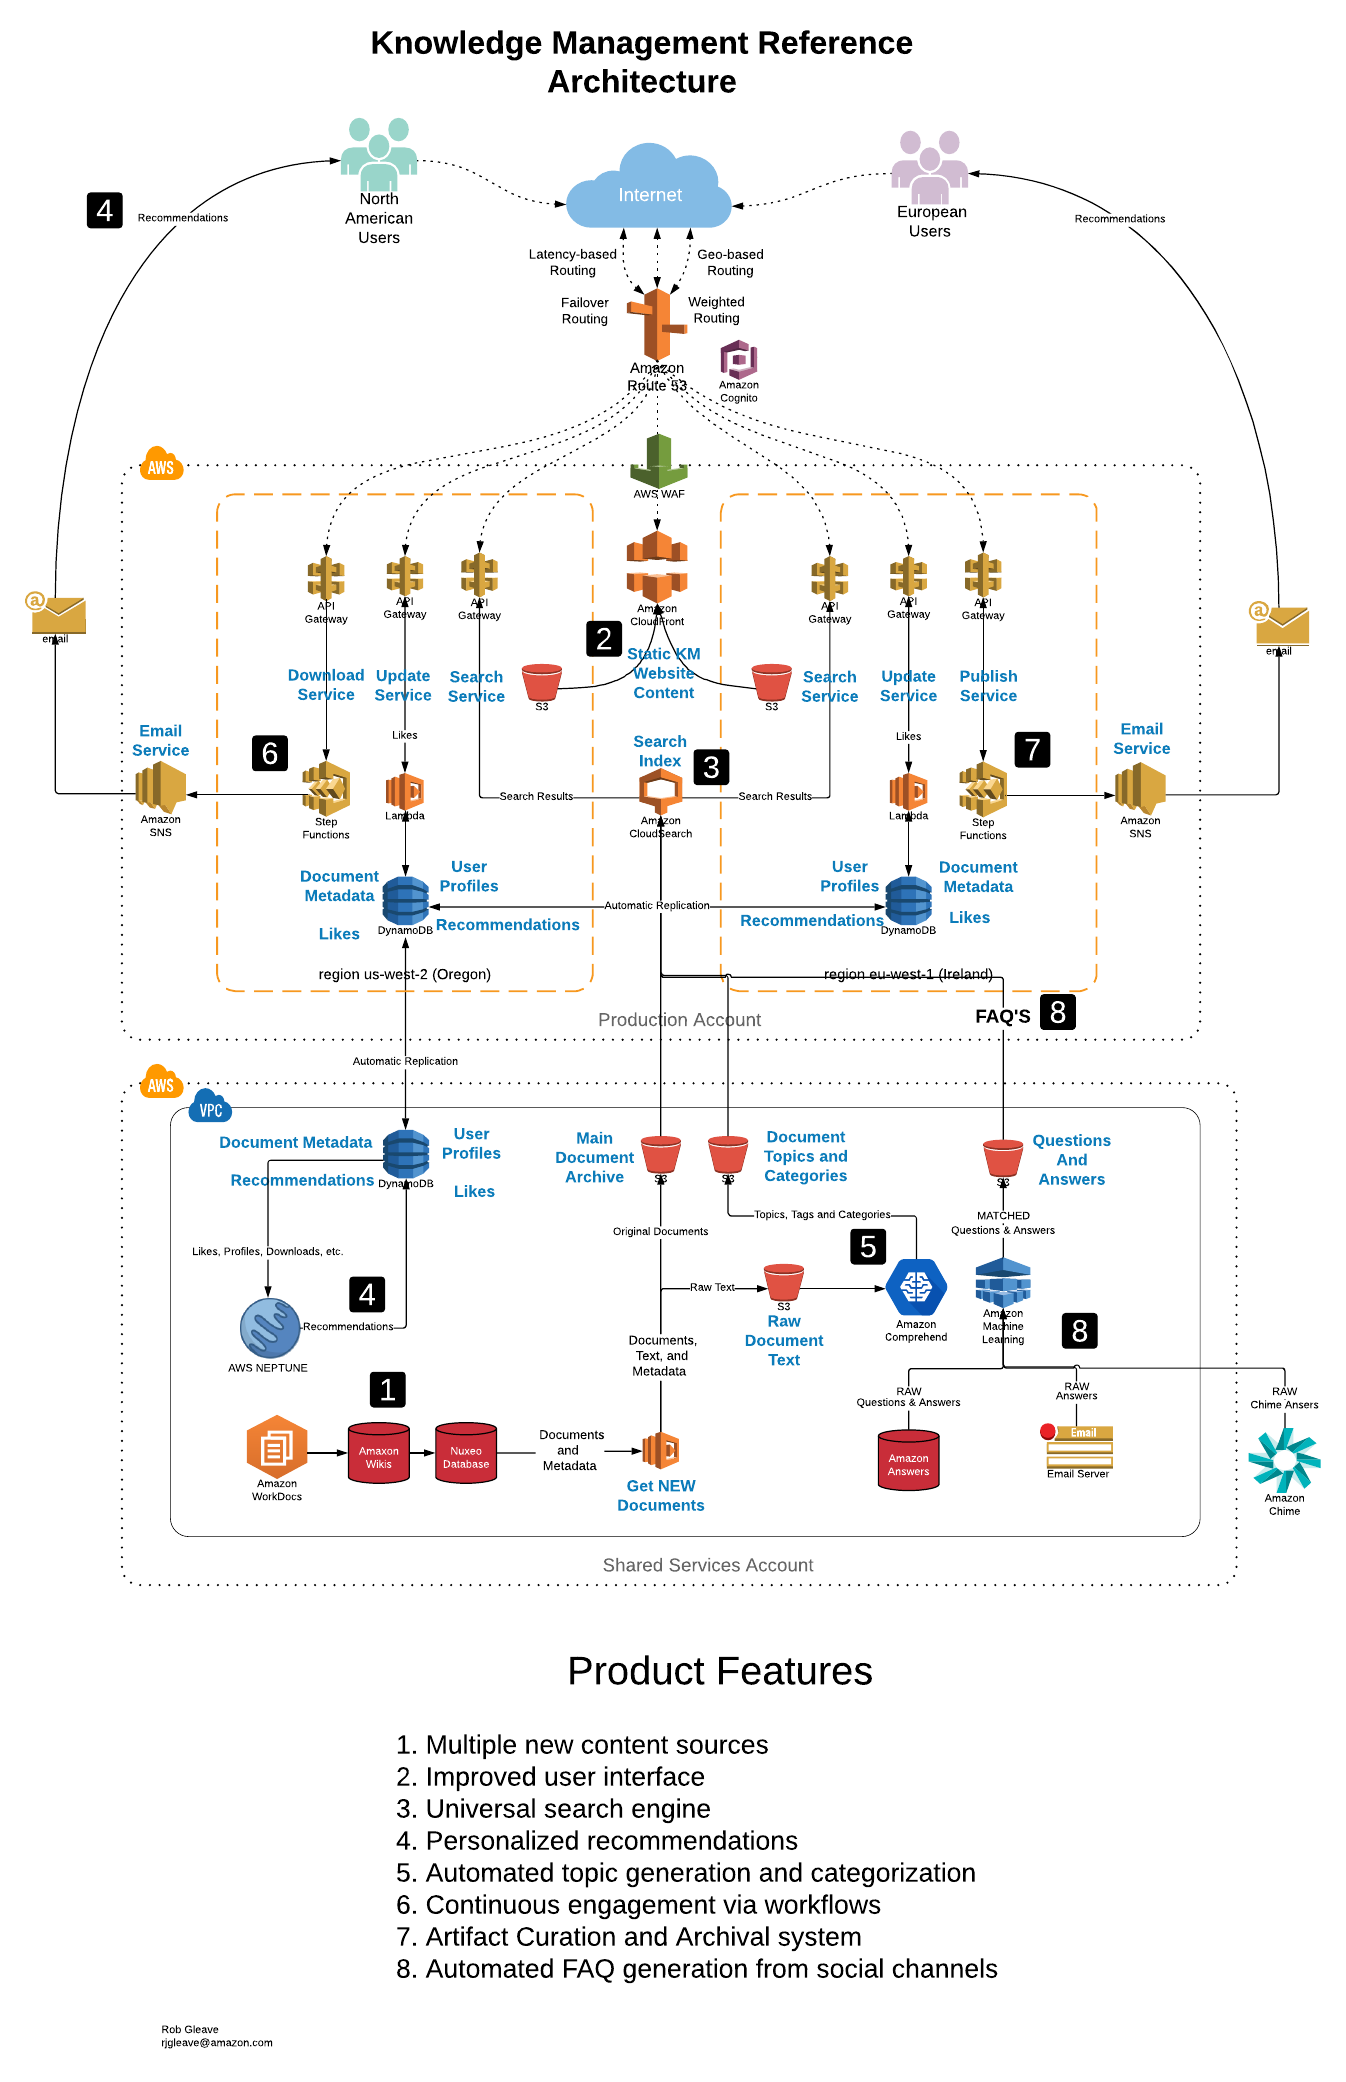 Knowledge Management Reference
Architecture
North
American
Users
Internet
European
Users
4
Recommendations
Recommendations
Latency-based
Routing
Geo-based
Routing
Failover
Routing
Weighted
Routing
Amazon
Route 53
Amazon
Cognito
AWS
AWS WAF
API
Gateway
API
Gateway
API
Gateway
Amazon
CloudFront
API
Gateway
API
Gateway
API
Gateway
@
email
@
email
2
Static KM
Website
Content
Download
Service
Update
Service
Search
Service
S3
S3
Search
Service
Update
Service
Publish
Service
Email
Service
6
Likes
Search
Index
3
Likes
7
Email
Service
Amazon
SNS
Step
Functions
Lambda
Search Results
Amazon
CloudSearch
Search Results
Lambda
Step
Functions
Amazon
SNS
Document
Metadata
User
Profiles
User
Profiles
Document
Metadata
Likes
DynamoDB
Recommendations
Automatic Replication
Recommendations
DynamoDB
Likes
region us-west-2 (Oregon)
region eu-west-1 (Ireland)
Production Account
FAQ'S
8
Automatic Replication
AWS
VPC
Document Metadata
User
Profiles
Recommendations
DynamoDB
Likes
Main
Document
Archive
S3
S3
Document
Topics and
Categories
S3
Questions
And
Answers
Original Documents
Topics, Tags and Categories
MATCHED
Questions & Answers
Likes, Profiles, Downloads, etc.
4
Recommendations
AWS NEPTUNE
5
Raw Text
S3
Raw
Document
Text
Amazon
Comprehend
Amazon
Machine
Learning
8
Documents,
Text, and
Metadata
1
RAW
Questions & Answers
RAW
Answers
RAW
Chime Ansers
Amazon
WorkDocs
Amaxon
Wikis
Nuxeo
Database
Documents
and
Metadata
Get NEW
Documents
Amazon
Answers
Email
Email Server
Amazon
Chime
Shared Services Account
Product Features
1. Multiple new content sources
2. Improved user interface
3. Universal search engine
4. Personalized recommendations
5. Automated topic generation and categorization
6. Continuous engagement via workflows
7. Artifact Curation and Archival system
8. Automated FAQ generation from social channels
Rob Gleave
rjgleave@amazon.com